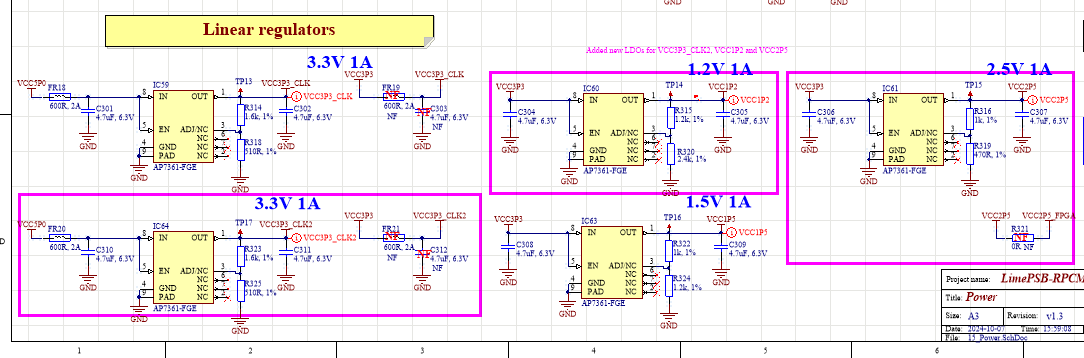 GND
GND
GND
Linear regulators
Added new LDOs for VCC3P3_CLK2, VCC1P2 and VCC2P5
3.3V 1A
VCC5P0
FR18
600R, 2A
C301
4.7uF, 6.3V
GND
IC59
8 IN OUT 1
5 EN ADJ/NC 3
4 GND NC 6
9 PAD NC 7
NC 2
AP7361-FGE
GND
TP13
R314
1.6k, 1%
R318
510R, 1%
GND
VCC3P3_CLK
VCC3P3_CLK
C302
4.7uF, 6.3V
GND
VCC3P3
FR19
600R, 2A
NF
VCC3P3_CLK
C303
4.7uF, 6.3V
NF
GND
1.2V 1A
VCC3P3
C304
4.7uF, 6.3V
GND
IC60
8 IN OUT 1
5 EN ADJ/NC 3
4 GND NC 6
9 PAD NC 7
NC 2
AP7361-FGE
GND
TP14
R315
1.2k, 1%
R320
2.4k, 1%
GND
VCC1P2
VCC1P2
C305
4.7uF, 6.3V
GND
2.5V 1A
VCC3P3
C306
4.7uF, 6.3V
GND
IC61
8 IN OUT 1
5 EN ADJ/NC 3
4 GND NC 6
9 PAD NC 7
NC 2
AP7361-FGE
GND
TP15
R316
1k, 1%
R319
470R, 1%
GND
VCC2P5
VCC2P5
C307
4.7uF, 6.3V
GND
VCC2P5
VCC2P5_FPGA
R321
0R NF
3.3V 1A
VCC5P0
FR20
600R, 2A
C310
4.7uF, 6.3V
GND
IC64
8 IN OUT 1
5 EN ADJ/NC 3
4 GND NC 6
9 PAD NC 7
NC 2
AP7361-FGE
GND
TP17
R323
1.6k, 1%
R325
510R, 1%
GND
VCC3P3_CLK2
VCC3P3_CLK2
C311
4.7uF, 6.3V
GND
VCC3P3
FR21
600R, 2A
NF
VCC3P3_CLK2
C312
4.7uF, 6.3V
NF
GND
1.5V 1A
VCC3P3
C308
4.7uF, 6.3V
GND
IC63
8 IN OUT 1
5 EN ADJ/NC 3
4 GND NC 6
9 PAD NC 7
NC 2
AP7361-FGE
GND
TP16
R322
1k, 1%
R324
1.2k, 1%
GND
VCC1P5
VCC1P5
C309
4.7uF, 6.3V
GND
D
Project name: LimePSB-RPCM
Title: Power
Size: A3 Revision: v1.3
Date: 2024-10-07 Time: 15:59:08
File: 15_Power.SchDoc
1 2 3 4 5 6